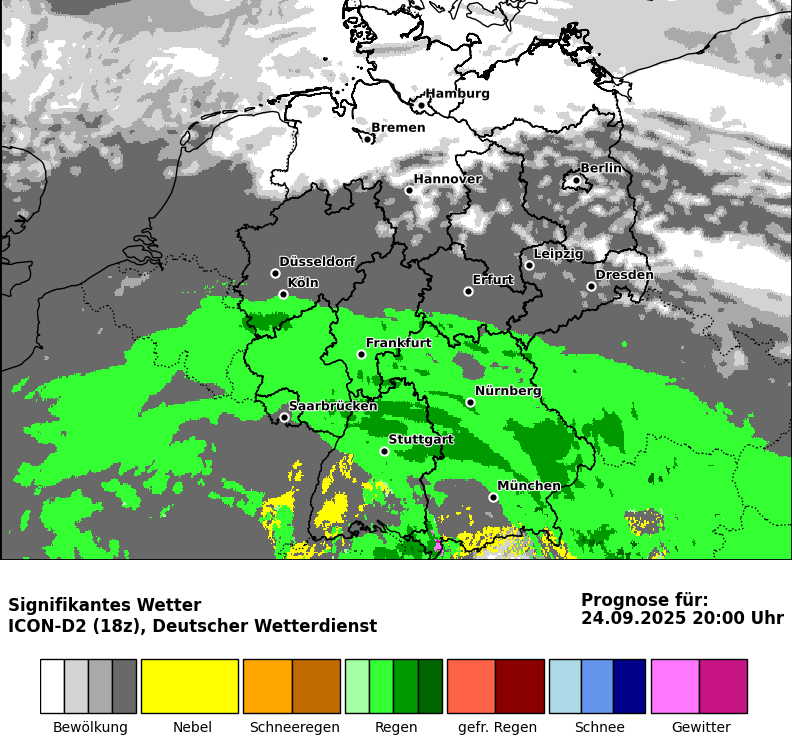 Hamburg
Bremen
Berlin
Hannover
Leipzig
Düsseldorf
Dresden
Köln
Erfurt
Frankfurt
Nürnberg
Saarbrücken
Stuttgart
München
Signifikantes Wetter
ICON-D2 (18z), Deutscher Wetterdienst
Prognose für:
24.09.2025 20:00 Uhr
Bewölkung Nebel Schneeregen Regen gefr. Regen Schnee Gewitter